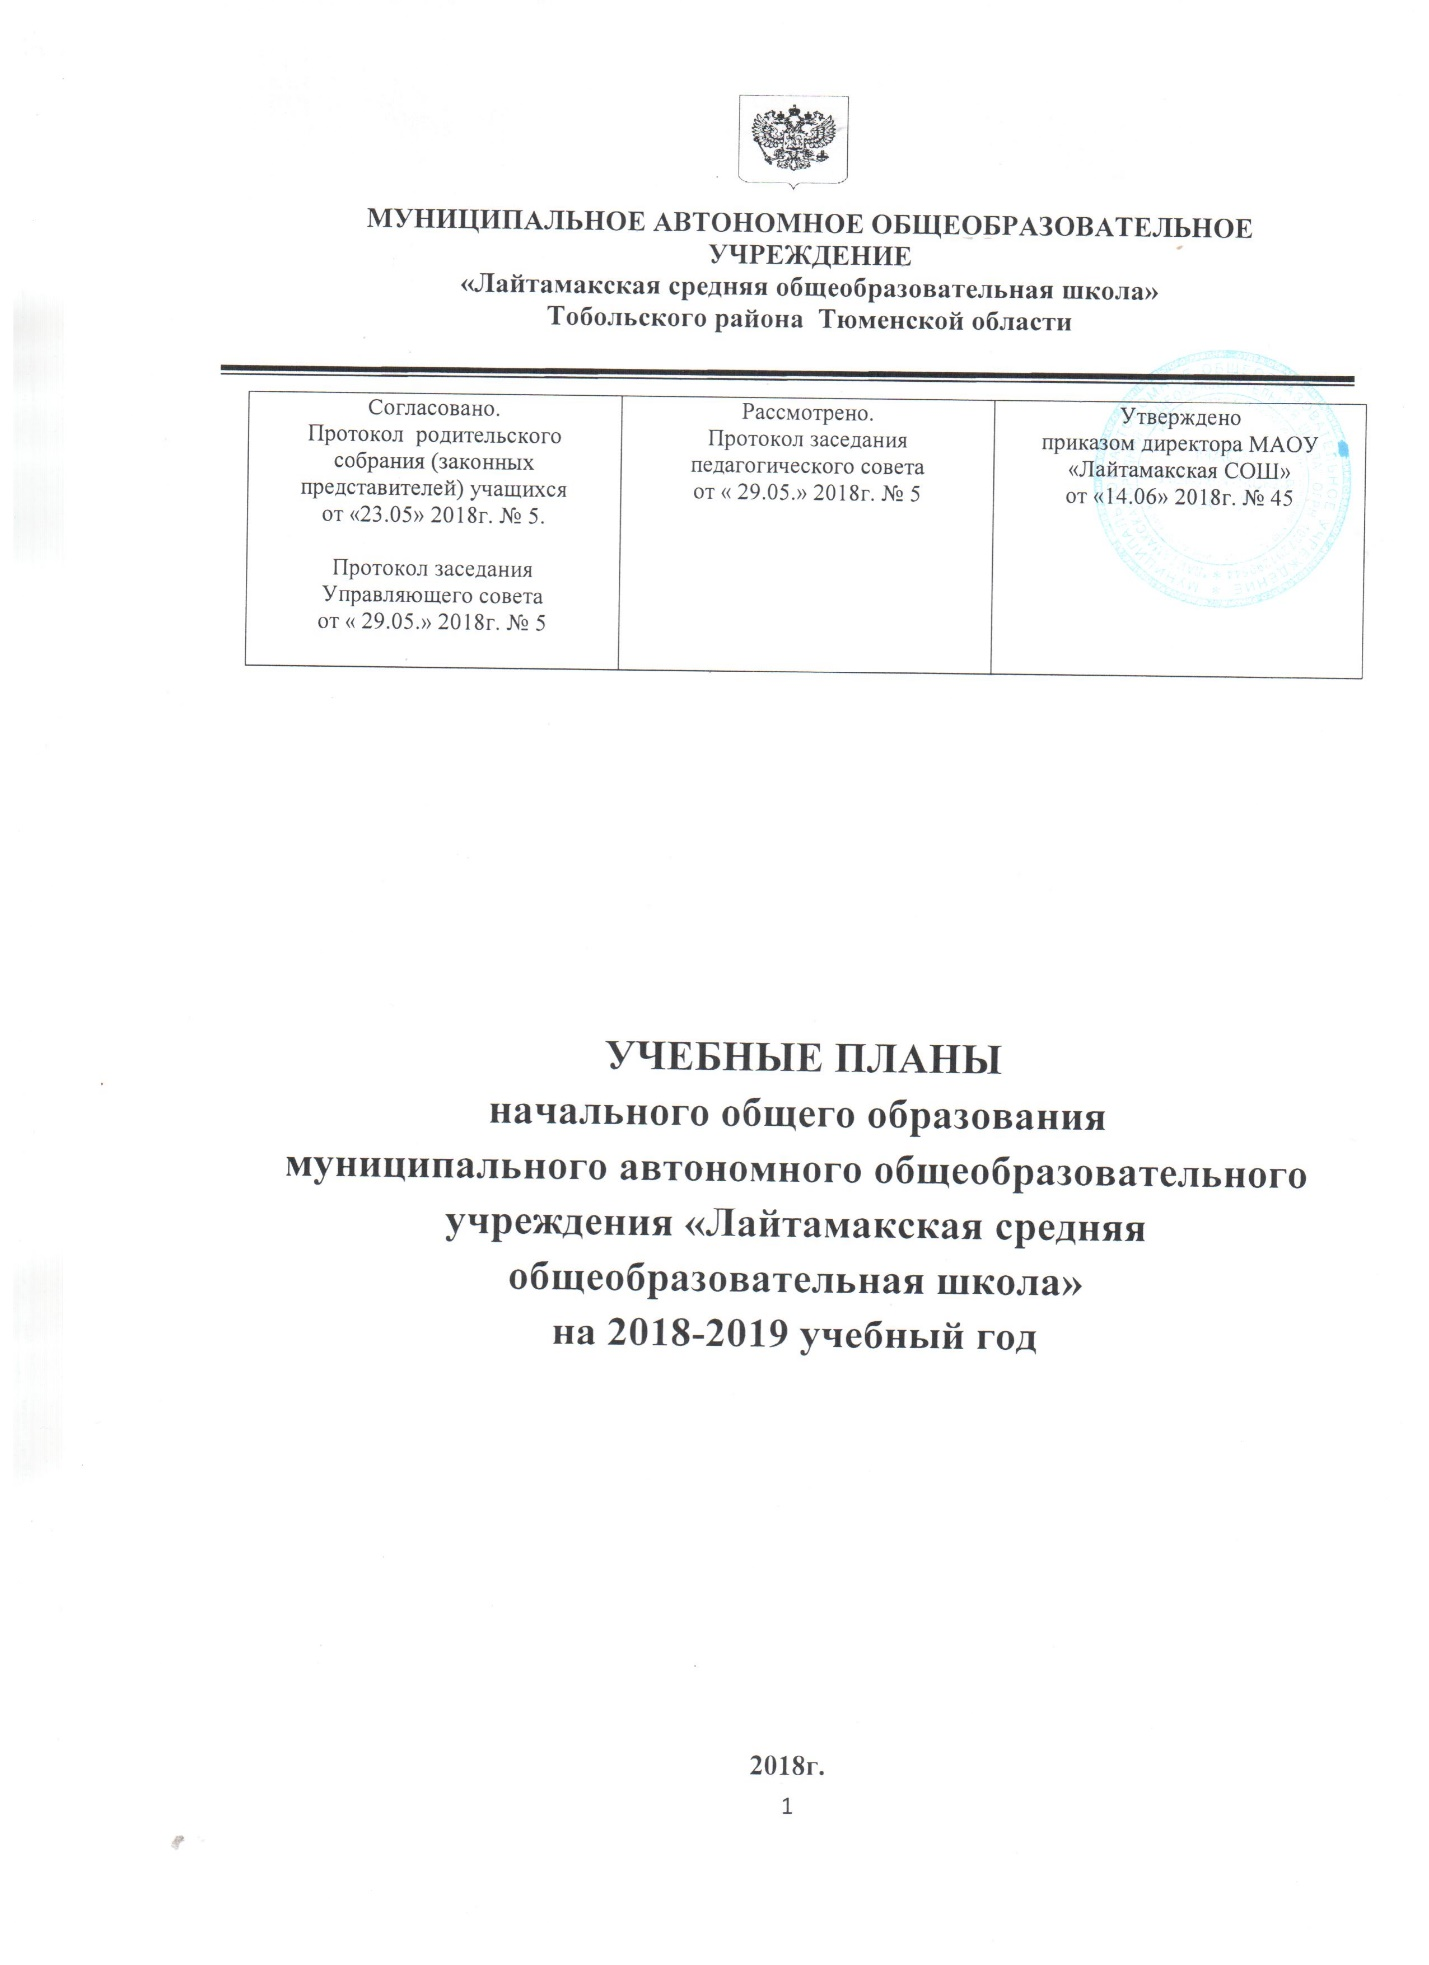 МУНИЦИПАЛЬНОЕ АВТОНОМНОЕ ОБЩЕОБРАЗОВАТЕЛЬНОЕ
УЧРЕЖДЕНИЕ
«Лайтамакская средняя общеобразовательная школа»
Тобольского района Тюменской области
Согласовано.
Протокол родительского
собрания (законных
представителей) учащихся
от «23.05» 2018г. № 5.
Протокол заседания
Управляющего совета
от « 29.05.» 2018г. № 5
Рассмотрено.
Протокол заседания
педагогического совета
от « 29.05.» 2018г. № 5
Утверждено
приказом директора МАОУ
«Лайтамакская СОШ»
от «14.06» 2018г. № 45
УЧЕБНЫЕ ПЛАНЫ
начального общего образования
муниципального автономного общеобразовательного
учреждения «Лайтамакская средняя
общеобразовательная школа»
на 2018-2019 учебный год
2018г.
1